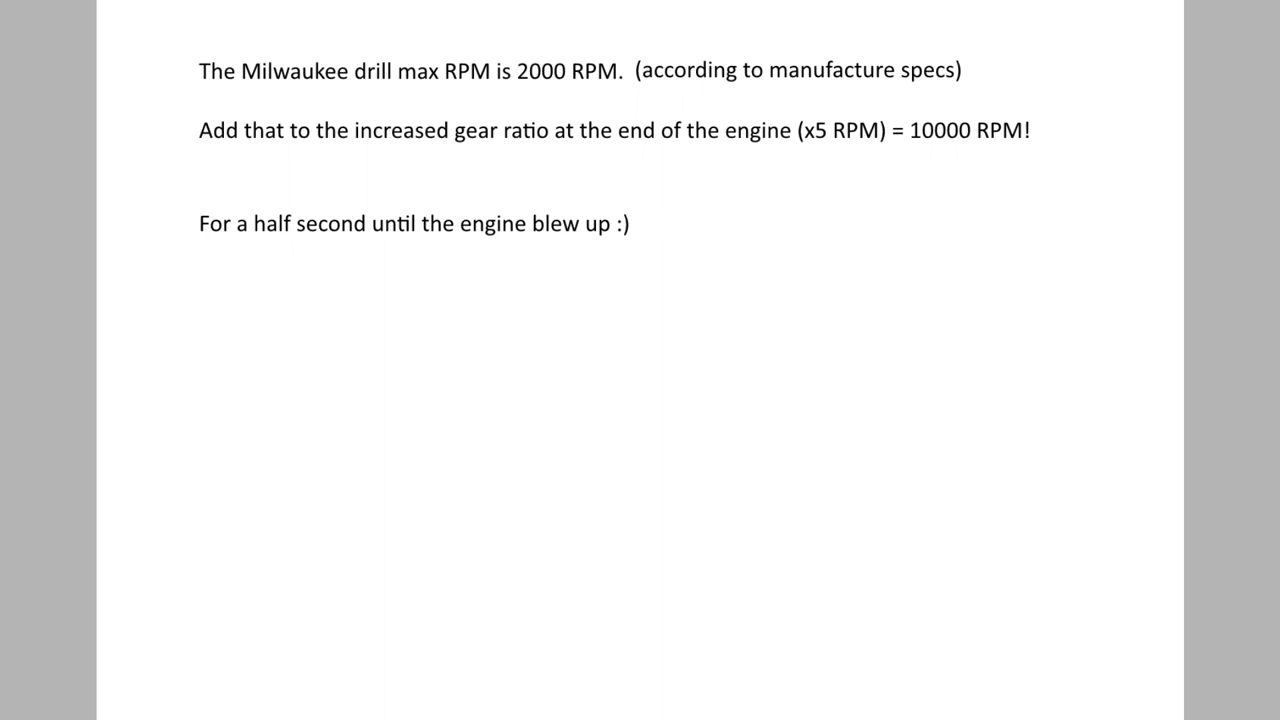 The Milwaukee drill max RPM is 2000 RPM. (according to manufacture specs)
Add that to the increased gear ratio at the end of the engine (x5 RPM) = 10000 RPM!
For a half second until the engine blew up :)